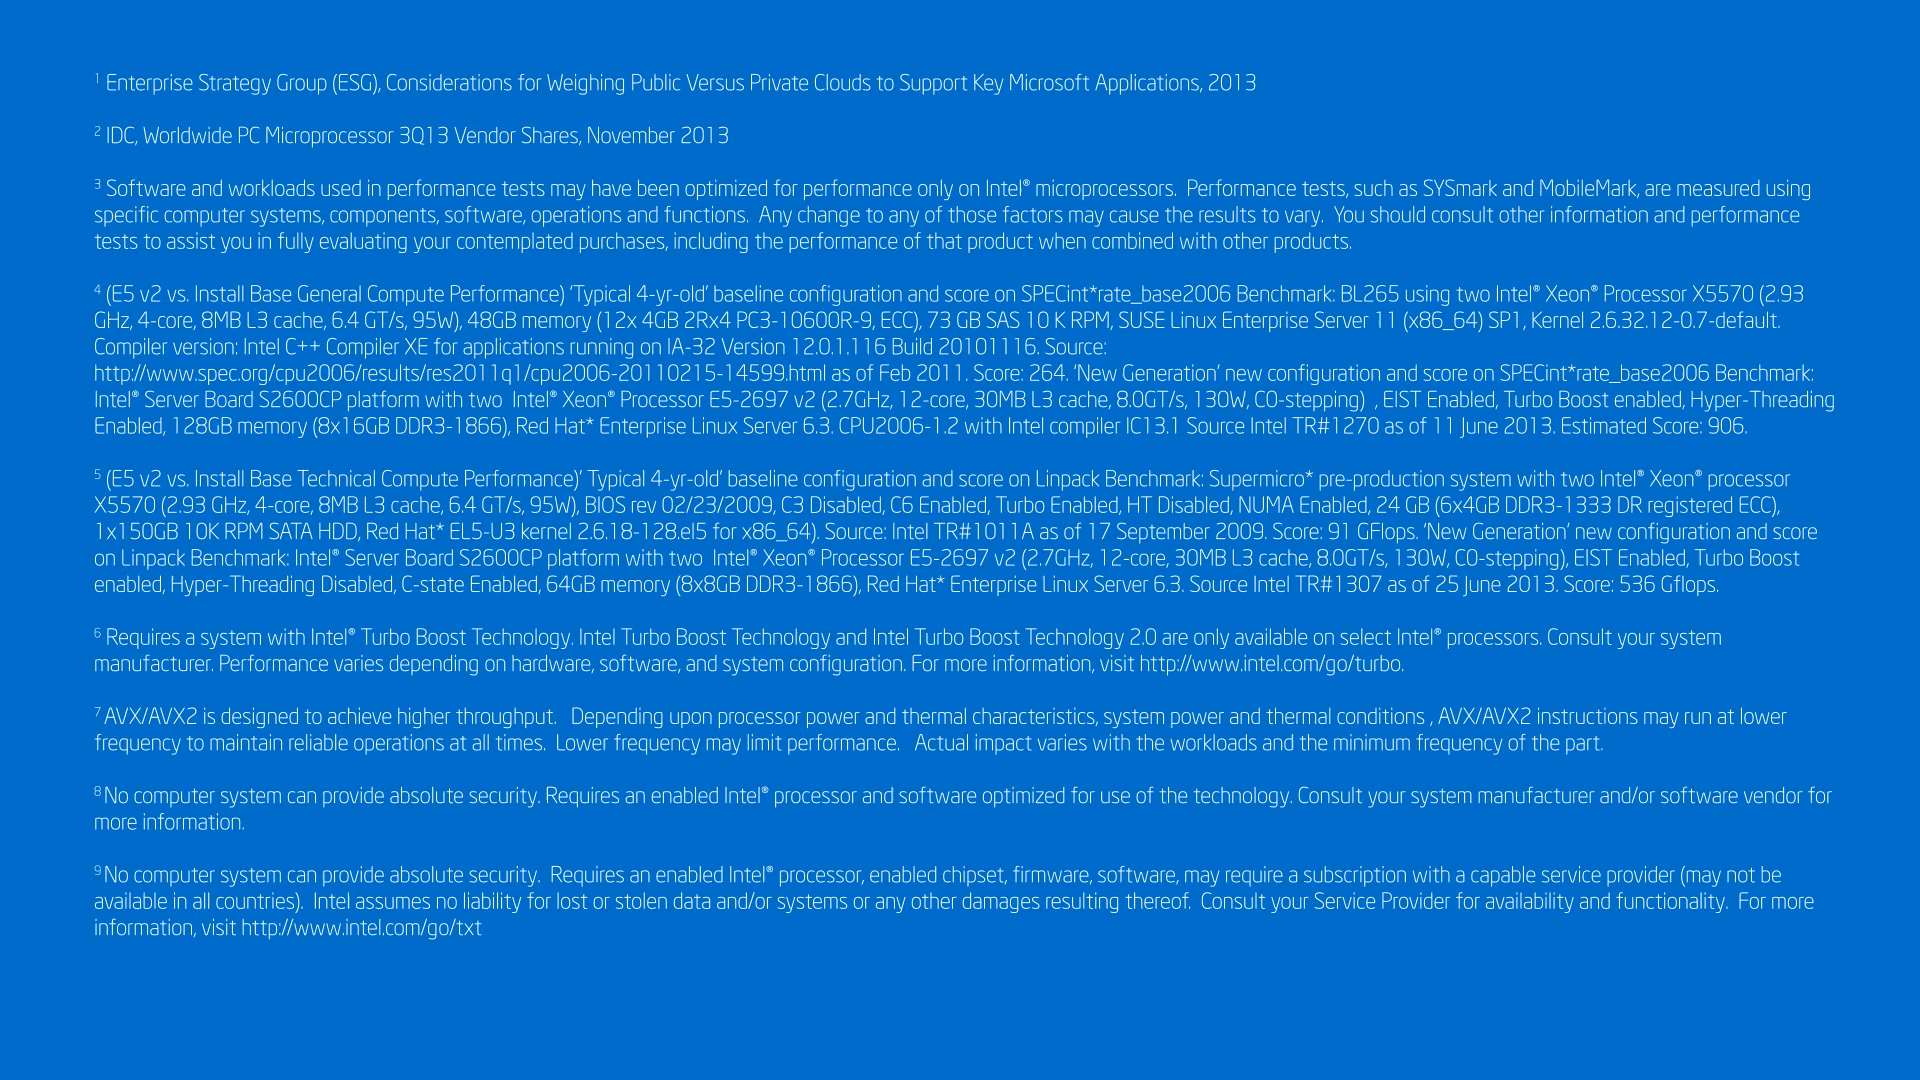 ¹ Enterprise Strategy Group (ESG), Considerations for Weighing Public Versus Private Clouds to Support Key Microsoft Applications, 2013
² IDC, Worldwide PC Microprocessor 3Q13 Vendor Shares, November 2013
³ Software and workloads used in performance tests may have been optimized for performance only on Intel® microprocessors.  Performance tests, such as SYSmark and MobileMark, are measured using
specific computer systems, components, software, operations and functions.  Any change to any of those factors may cause the results to vary.  You should consult other information and performance
tests to assist you in fully evaluating your contemplated purchases, including the performance of that product when combined with other products.
⁴ (E5 v2 vs. Install Base General Compute Performance) ‘Typical 4-yr-old’ baseline configuration and score on SPECint*rate_base2006 Benchmark: BL265 using two Intel® Xeon® Processor X5570 (2.93
GHz, 4-core, 8MB L3 cache, 6.4 GT/s, 95W), 48GB memory (12x 4GB 2Rx4 PC3-10600R-9, ECC), 73 GB SAS 10 K RPM, SUSE Linux Enterprise Server 11 (x86_64) SP1, Kernel 2.6.32.12-0.7-default.
Compiler version: Intel C++ Compiler XE for applications running on IA-32 Version 12.0.1.116 Build 20101116. Source:
http://www.spec.org/cpu2006/results/res2011q1/cpu2006-20110215-14599.html as of Feb 2011. Score: 264. ‘New Generation’ new configuration and score on SPECint*rate_base2006 Benchmark:
Intel® Server Board S2600CP platform with two  Intel® Xeon® Processor E5-2697 v2 (2.7GHz, 12-core, 30MB L3 cache, 8.0GT/s, 130W, C0-stepping)  , EIST Enabled, Turbo Boost enabled, Hyper-Threading
Enabled, 128GB memory (8x16GB DDR3-1866), Red Hat* Enterprise Linux Server 6.3. CPU2006-1.2 with Intel compiler IC13.1 Source Intel TR#1270 as of 11 June 2013. Estimated Score: 906.
⁵ (E5 v2 vs. Install Base Technical Compute Performance)’ Typical 4-yr-old’ baseline configuration and score on Linpack Benchmark: Supermicro* pre-production system with two Intel® Xeon® processor
X5570 (2.93 GHz, 4-core, 8MB L3 cache, 6.4 GT/s, 95W), BIOS rev 02/23/2009, C3 Disabled, C6 Enabled, Turbo Enabled, HT Disabled, NUMA Enabled, 24 GB (6x4GB DDR3-1333 DR registered ECC),
1x150GB 10K RPM SATA HDD, Red Hat* EL5-U3 kernel 2.6.18-128.el5 for x86_64). Source: Intel TR#1011A as of 17 September 2009. Score: 91 GFlops. ‘New Generation’ new configuration and score
on Linpack Benchmark: Intel® Server Board S2600CP platform with two  Intel® Xeon® Processor E5-2697 v2 (2.7GHz, 12-core, 30MB L3 cache, 8.0GT/s, 130W, C0-stepping), EIST Enabled, Turbo Boost
enabled, Hyper-Threading Disabled, C-state Enabled, 64GB memory (8x8GB DDR3-1866), Red Hat* Enterprise Linux Server 6.3. Source Intel TR#1307 as of 25 June 2013. Score: 536 Gflops.
⁶ Requires a system with Intel® Turbo Boost Technology. Intel Turbo Boost Technology and Intel Turbo Boost Technology 2.0 are only available on select Intel® processors. Consult your system
manufacturer. Performance varies depending on hardware, software, and system configuration. For more information, visit http://www.intel.com/go/turbo.
⁷ AVX/AVX2 is designed to achieve higher throughput.   Depending upon processor power and thermal characteristics, system power and thermal conditions , AVX/AVX2 instructions may run at lower
frequency to maintain reliable operations at all times.  Lower frequency may limit performance.   Actual impact varies with the workloads and the minimum frequency of the part.
⁸ No computer system can provide absolute security. Requires an enabled Intel® processor and software optimized for use of the technology. Consult your system manufacturer and/or software vendor for
more information.
⁹ No computer system can provide absolute security.  Requires an enabled Intel® processor, enabled chipset, firmware, software, may require a subscription with a capable service provider (may not be
available in all countries).  Intel assumes no liability for lost or stolen data and/or systems or any other damages resulting thereof.  Consult your Service Provider for availability and functionality.  For more
information, visit http://www.intel.com/go/txt